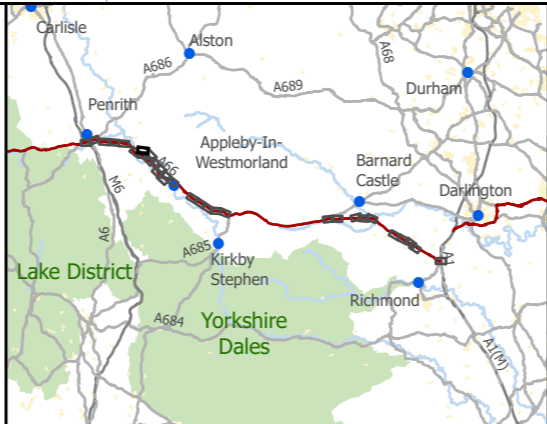 Carlisle
Alston
A68
A686
A689
Durham
Penrith
Appleby-In-
Westmorland
A66
Barnard
Castle
Darlington
M6
A6
A685
Kirkby
Stephen
A1
Lake District
Richmond
A684
Yorkshire
Dales
A1(M)